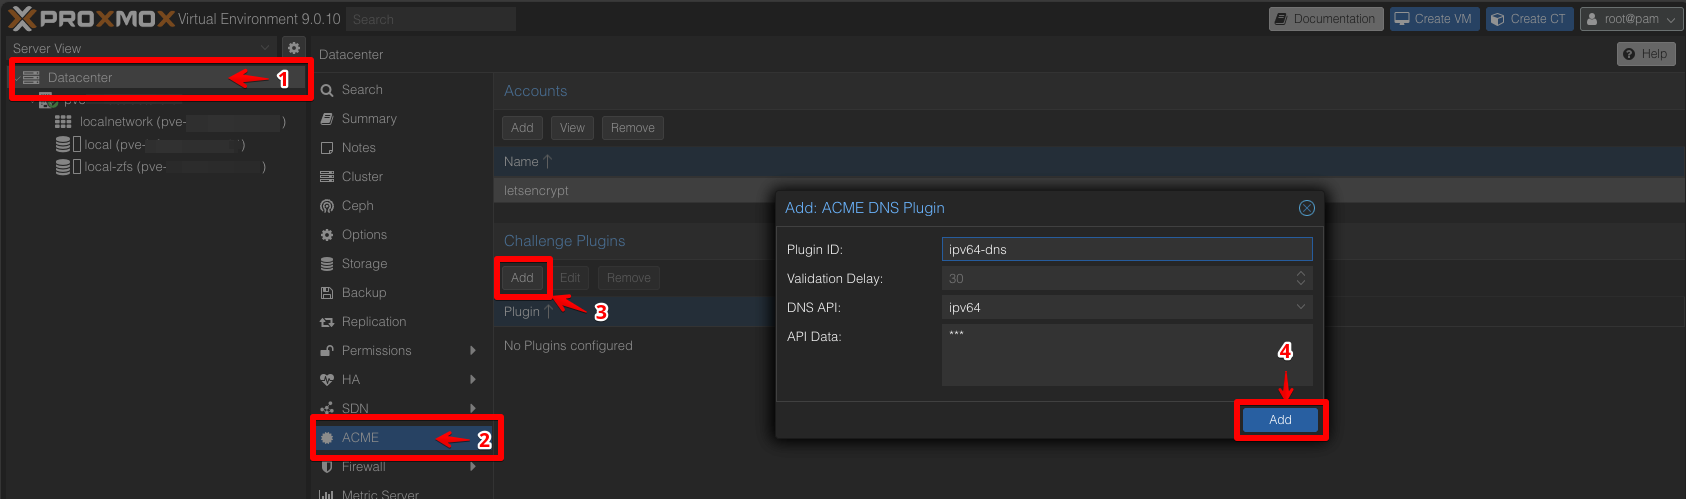 PROXMOX Virtual Environment 9.0.10 Search Documentation Create VM Create CT root@pam
Server View
Datacenter
Help
Datacenter 1
pve-
localnetwork (pve- )
local (pve- )
local-zfs (pve- )
Search
Summary
Notes
Cluster
Ceph
Options
Storage
Backup
Replication
Permissions
HA
SDN
ACME 2
Firewall
Metric Server
Accounts
Add View Remove
Name
letsencrypt
Challenge Plugins
Add Edit Remove
3
Plugin
No Plugins configured
Add: ACME DNS Plugin
Plugin ID: ipv64-dns
Validation Delay: 30
DNS API: ipv64
API Data: ***
4
Add